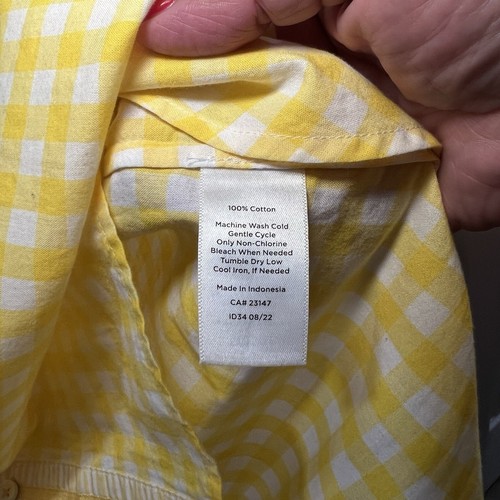 100% Cotton
Machine Wash Cold
Gentle Cycle
Only Non-Chlorine
Bleach When Needed
Tumble Dry Low
Cool Iron, If Needed
Made in Indonesia
CA# 23147
ID34 08/22